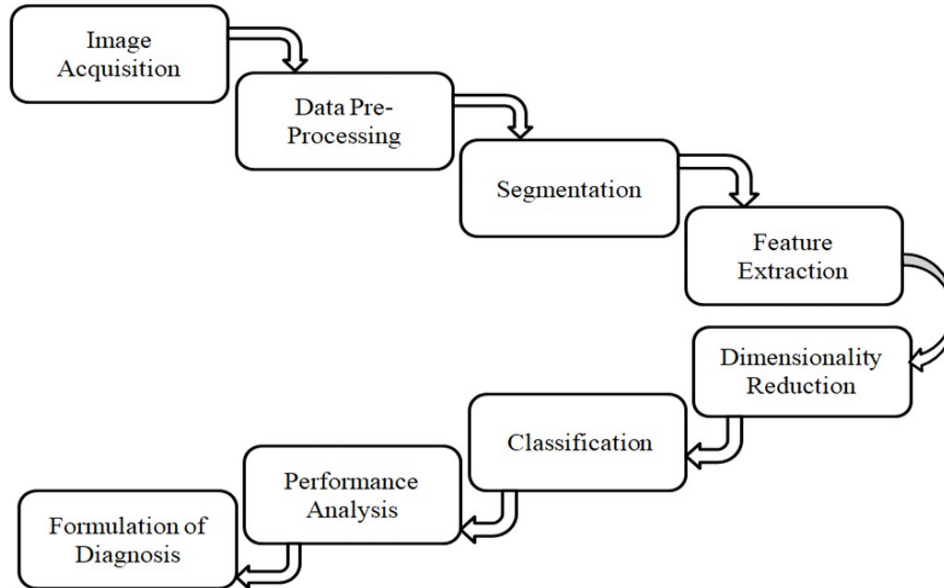 Image
Acquisition
Data Pre-
Processing
Segmentation
Feature
Extraction
Dimensionality
Reduction
Classification
Performance
Analysis
Formulation of
Diagnosis